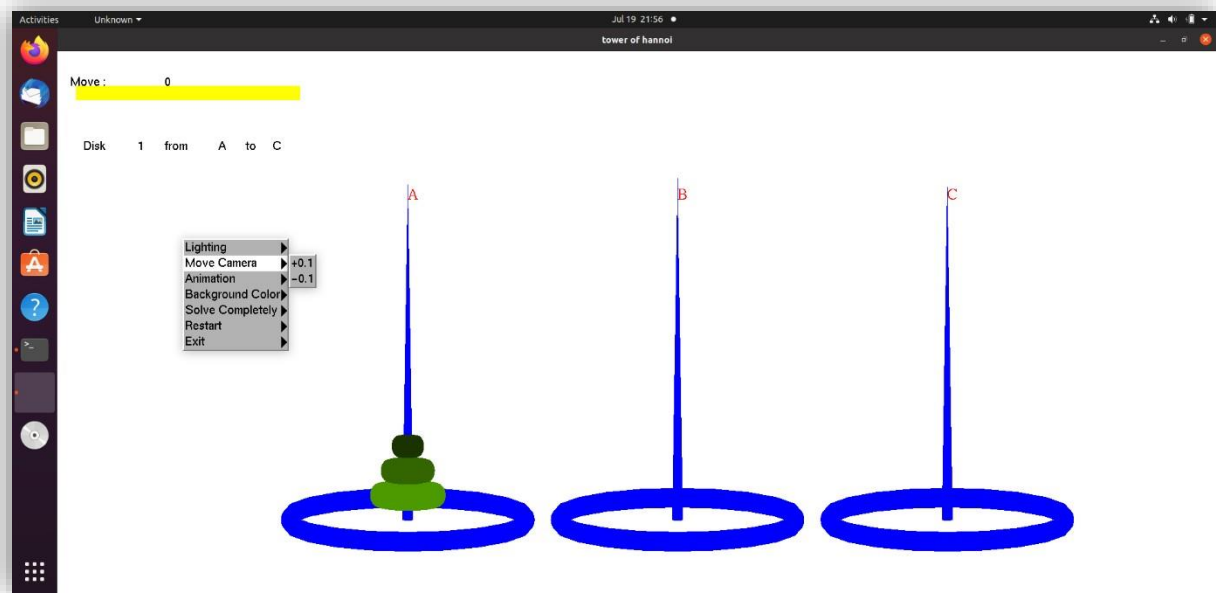 Activities Unknown Jul 19 21:56
tower of hannoi
Move : 0
Disk 1 from A to C
A B C
Lighting
Move Camera +0.1
Animation -0.1
Background Color
Solve Completely
Restart
Exit